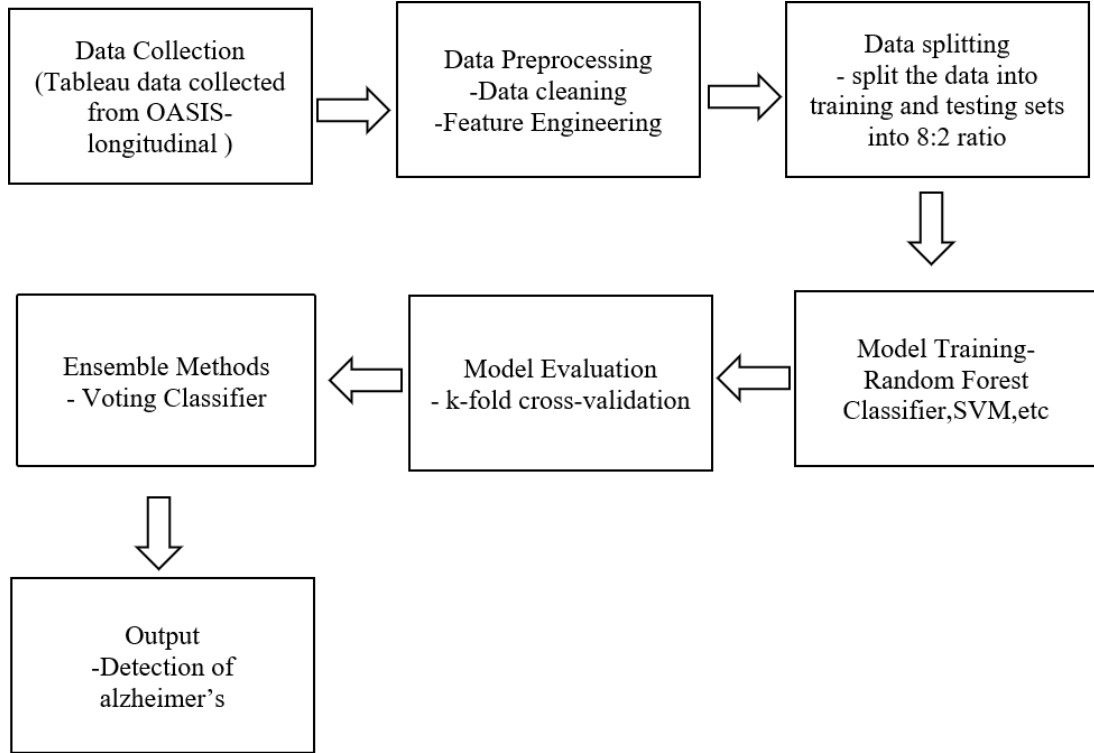 Data Collection
(Tableau data collected
from OASIS-
longitudinal )
Data Preprocessing
-Data cleaning
-Feature Engineering
Data splitting
- split the data into
training and testing sets
into 8:2 ratio
Model Training-
Random Forest
Classifier,SVM,etc
Model Evaluation
- k-fold cross-validation
Ensemble Methods
- Voting Classifier
Output
-Detection of
alzheimer’s